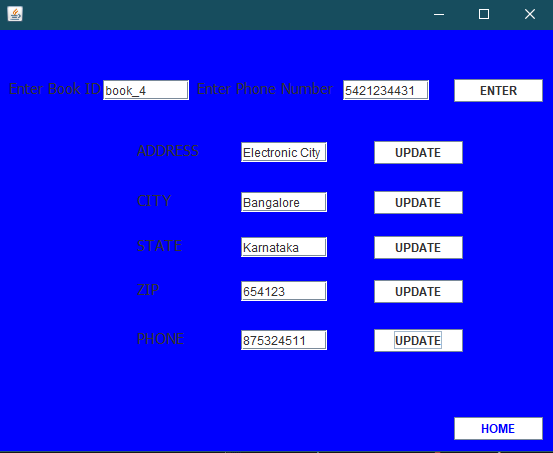 Enter Book ID book_4 Enter Phone Number 5421234431 ENTER
ADDRESS Electronic City UPDATE
CITY Bangalore UPDATE
STATE Karnataka UPDATE
ZIP 654123 UPDATE
PHONE 875324511 UPDATE
HOME